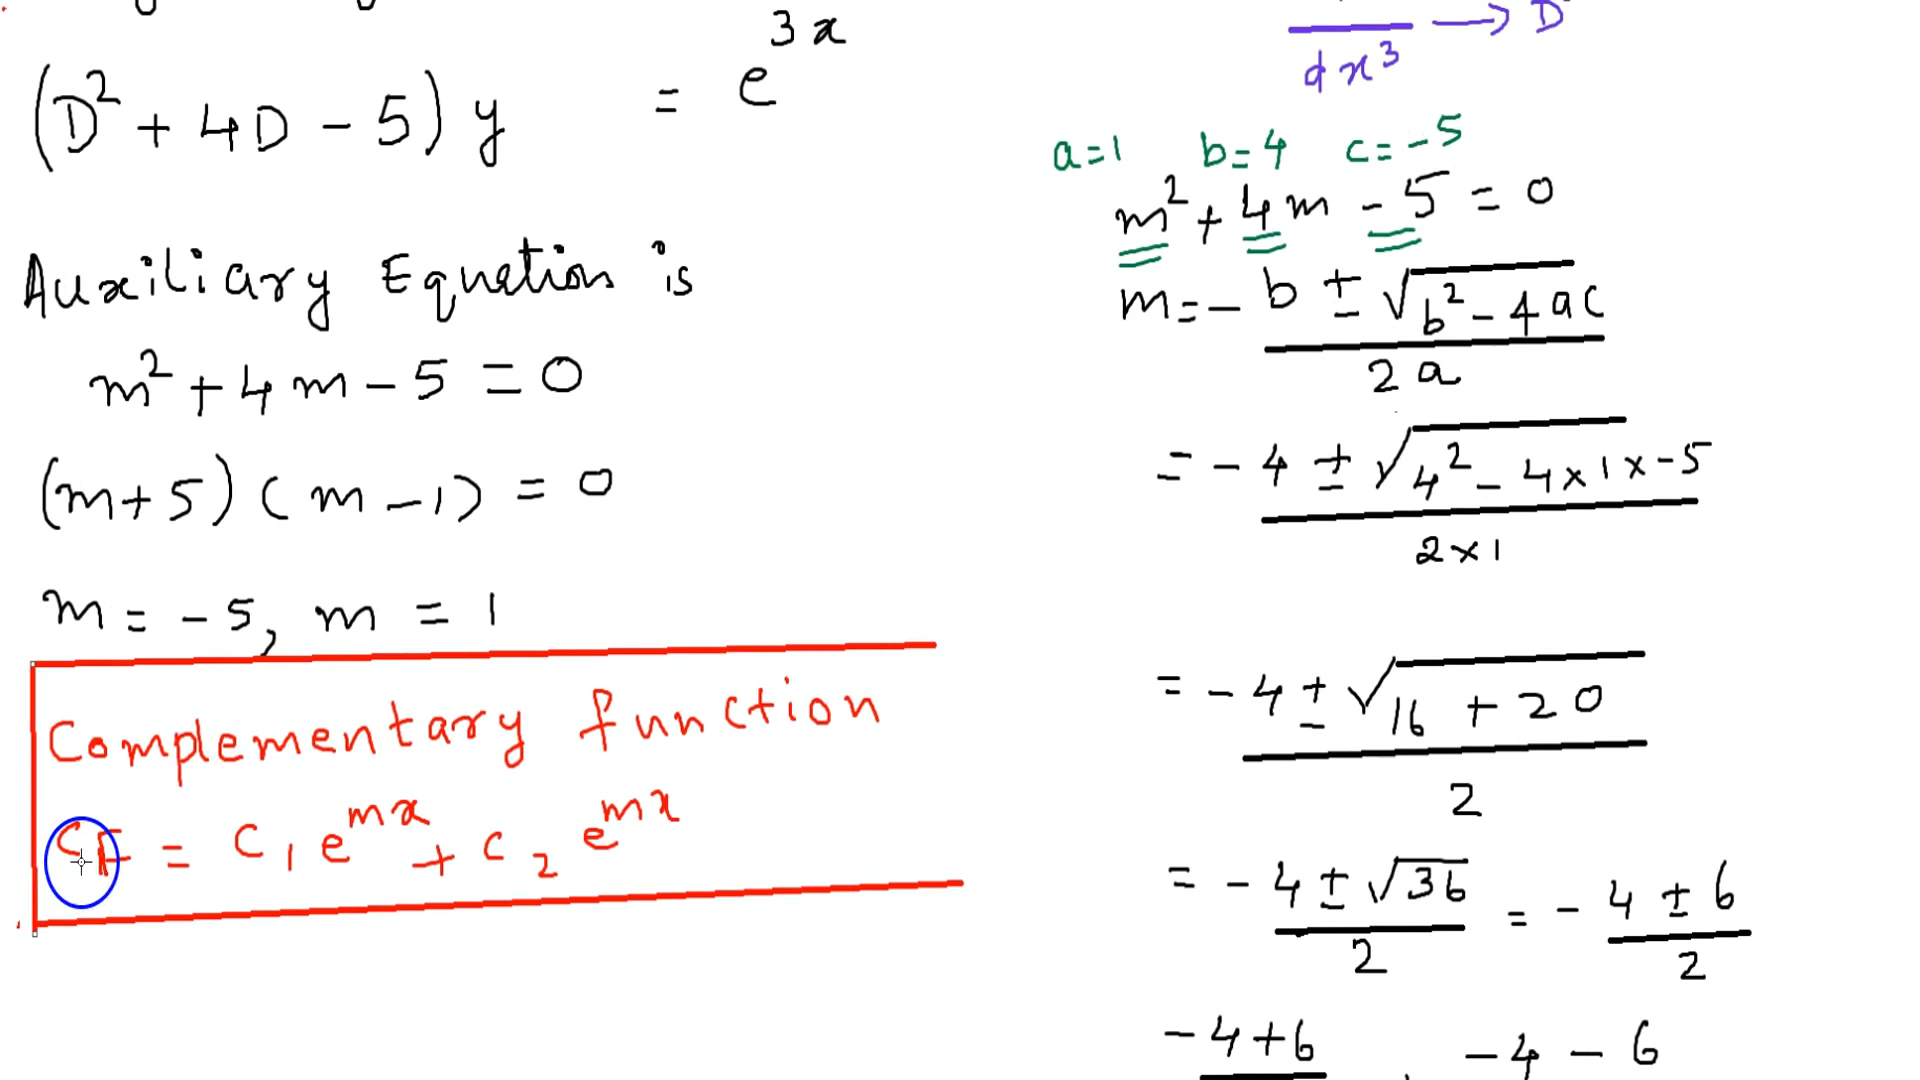 (D² + 4D - 5) y = e^{3x}
Auxiliary Equation is
m² + 4m - 5 = 0
(m+5) (m-1) = 0
m = -5, m = 1
Complementary function
CF = C₁ e^{mx} + C₂ e^{mx}
dx³ → D
a=1 b=4 c=-5
m² + 4m - 5 = 0
m = - b ± √(b² - 4ac)
2a
= -4 ± √(4² - 4×1×-5)
2×1
= -4 ± √(16 + 20)
2
= -4 ± √36 = -4 ± 6
2 2
-4+6 , -4 - 6